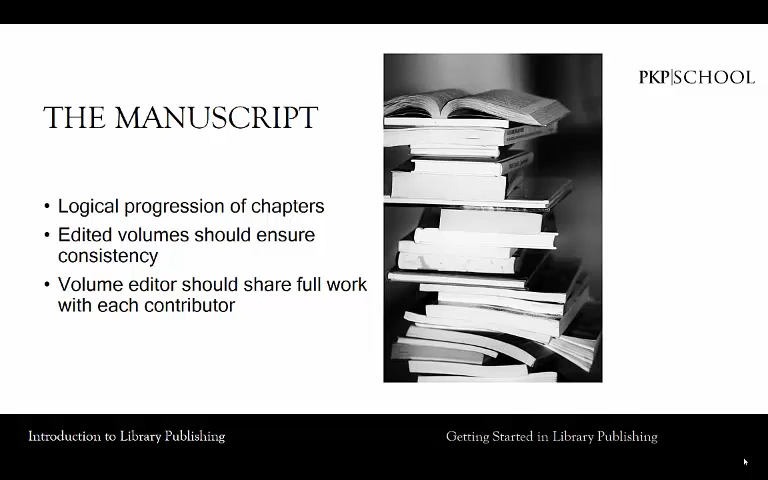 PKP|SCHOOL
THE MANUSCRIPT
• Logical progression of chapters
• Edited volumes should ensure
consistency
• Volume editor should share full work
with each contributor
Introduction to Library Publishing
Getting Started in Library Publishing